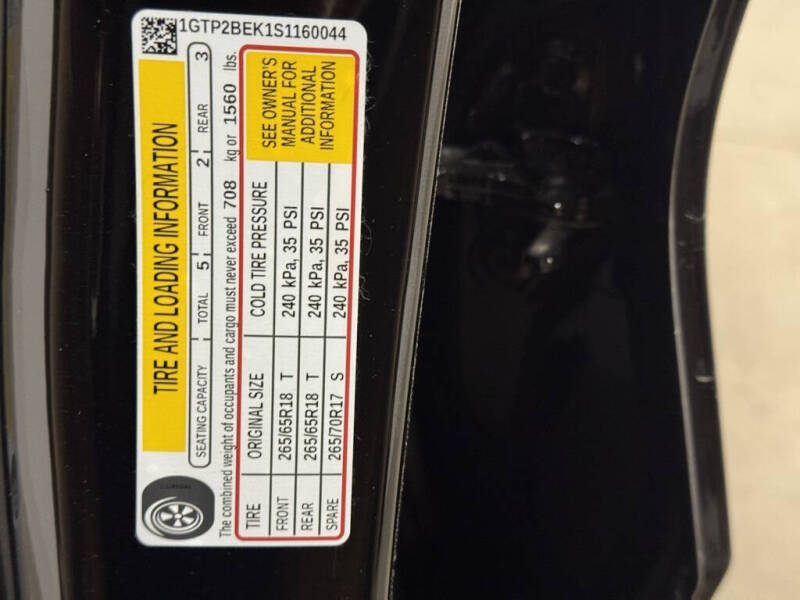 1GTP2BEK1S1160044
TIRE AND LOADING INFORMATION
SEATING CAPACITY TOTAL 5 FRONT 2 REAR 3
The combined weight of occupants and cargo must never exceed 708 kg or 1560 lbs.
TIRE ORIGINAL SIZE COLD TIRE PRESSURE
FRONT 265/65R18 T 240 kPa, 35 PSI
REAR 265/65R18 T 240 kPa, 35 PSI
SPARE 265/70R17 S 240 kPa, 35 PSI
SEE OWNER'S
MANUAL FOR
ADDITIONAL
INFORMATION